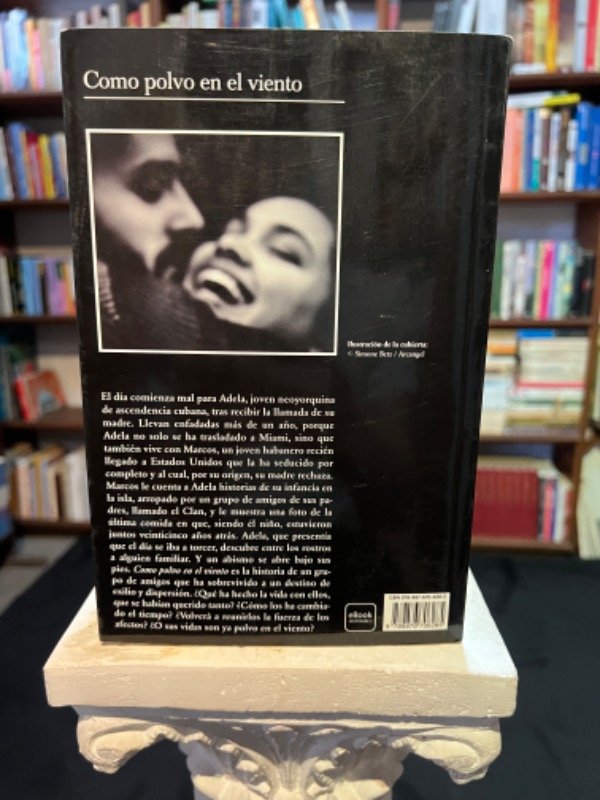 Como polvo en el viento
Ilustración de la cubierta:
© Simone Betz / Arcangel
El día comienza mal para Adela, joven neoyorquina
de ascendencia cubana, tras recibir la llamada de su
madre. Llevan enfadadas más de un año, porque
Adela no solo se ha trasladado a Miami, sino que
también vive con Marcos, un joven habanero recién
llegado a Estados Unidos que la ha seducido por
completo y al cual, por su origen, su madre rechaza.
Marcos le cuenta a Adela historias de su infancia en
la isla, arropado por un grupo de amigos de sus pa-
dres, llamado el Clan, y le muestra una foto de la
última comida en que, siendo él niño, estuvieron
juntos veinticinco años atrás. Adela, que presentía
que el día se iba a torcer, descubre entre los rostros
a alguien familiar. Y un abismo se abre bajo sus
pies. Como polvo en el viento es la historia de un gru-
po de amigos que ha sobrevivido a un destino de
exilio y dispersión. ¿Qué ha hecho la vida con ellos,
que se habían querido tanto? ¿Cómo los ha cambia-
do el tiempo? ¿Volverá a reunirlos la fuerza de los
afectos? ¿O sus vidas son ya polvo en el viento?
eBook